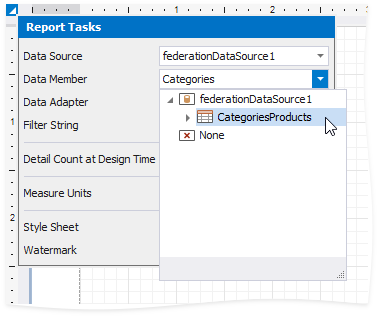 1 2
Report Tasks
Data Source federationDataSource1
Data Member Categories
Data Adapter
federationDataSource1
1
CategoriesProducts
Filter String
None
Detail Count at Design Time
Measure Units
2
Style Sheet
Watermark